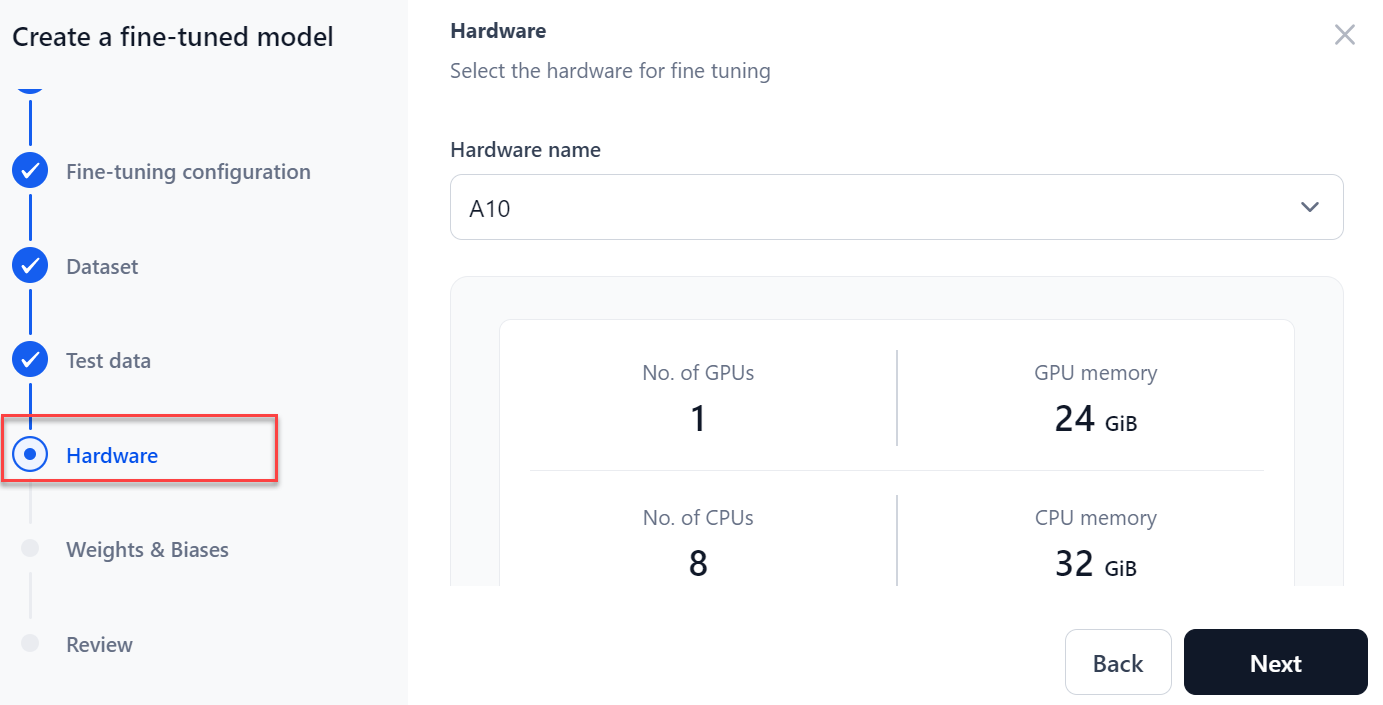 Create a fine-tuned model
Fine-tuning configuration
Dataset
Test data
Hardware
Weights & Biases
Review
Hardware
Select the hardware for fine tuning
Hardware name
A10
No. of GPUs
1
GPU memory
24 GiB
No. of CPUs
8
CPU memory
32 GiB
Back
Next